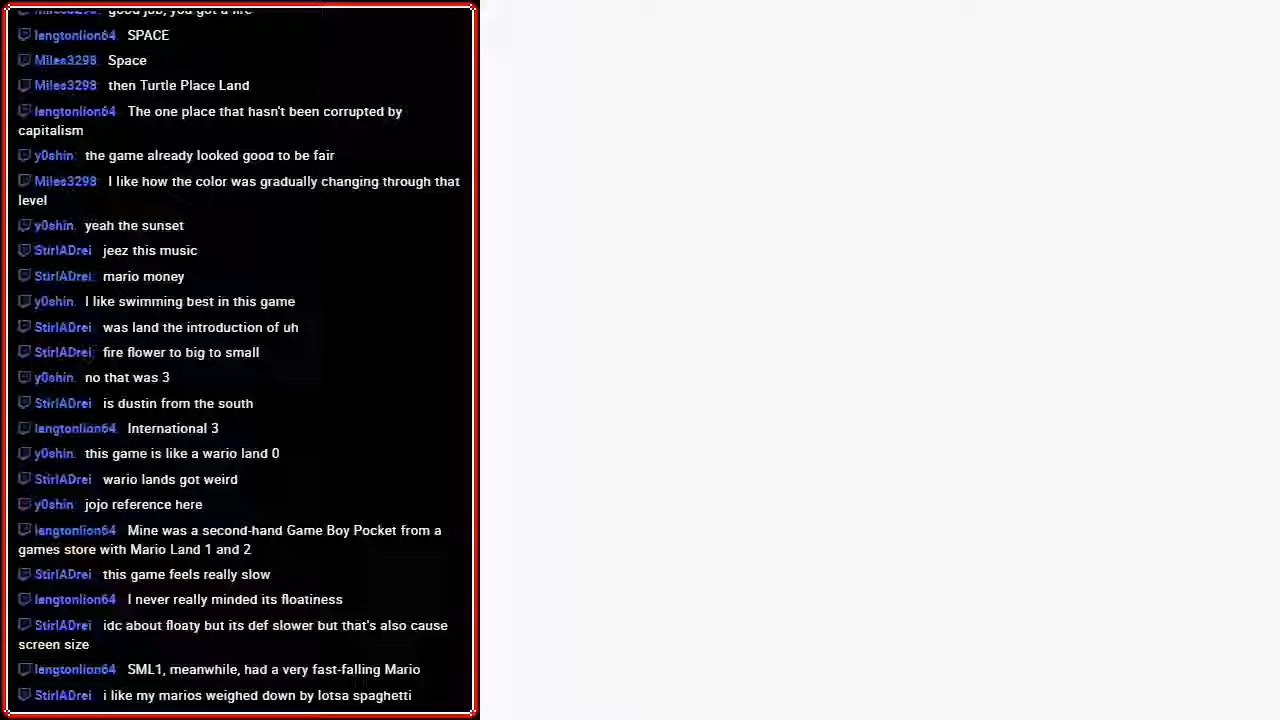 Miles3298 good job, you got a fire
langtonlion64 SPACE
Miles3298 Space
Miles3298 then Turtle Place Land
langtonlion64 The one place that hasn't been corrupted by
capitalism
y0shin. the game already looked good to be fair
Miles3298 I like how the color was gradually changing through that
level
y0shin. yeah the sunset
StirlADrei jeez this music
StirlADrei mario money
y0shin. I like swimming best in this game
StirlADrei was land the introduction of uh
StirlADrei fire flower to big to small
y0shin. no that was 3
StirlADrei is dustin from the south
langtonlion64 International 3
y0shin. this game is like a wario land 0
StirlADrei wario lands got weird
y0shin. jojo reference here
langtonlion64 Mine was a second-hand Game Boy Pocket from a
games store with Mario Land 1 and 2
StirlADrei this game feels really slow
langtonlion64 I never really minded its floatiness
StirlADrei idc about floaty but its def slower but that's also cause
screen size
langtonlion64 SML1, meanwhile, had a very fast-falling Mario
StirlADrei i like my marios weighed down by lotsa spaghetti